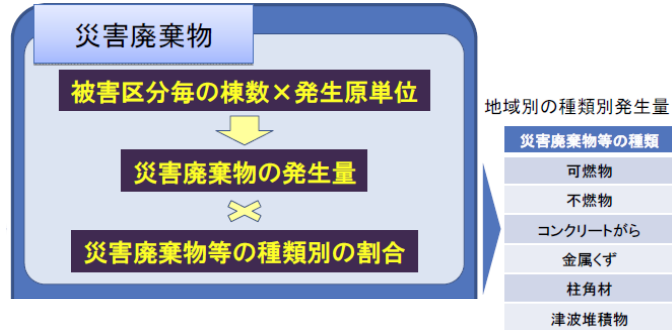 災害廃棄物
被害区分毎の棟数×発生原単位
災害廃棄物の発生量
災害廃棄物等の種類別の割合
地域別の種類別発生量
災害廃棄物等の種類
可燃物
不燃物
コンクリートがら
金属くず
柱角材
津波堆積物